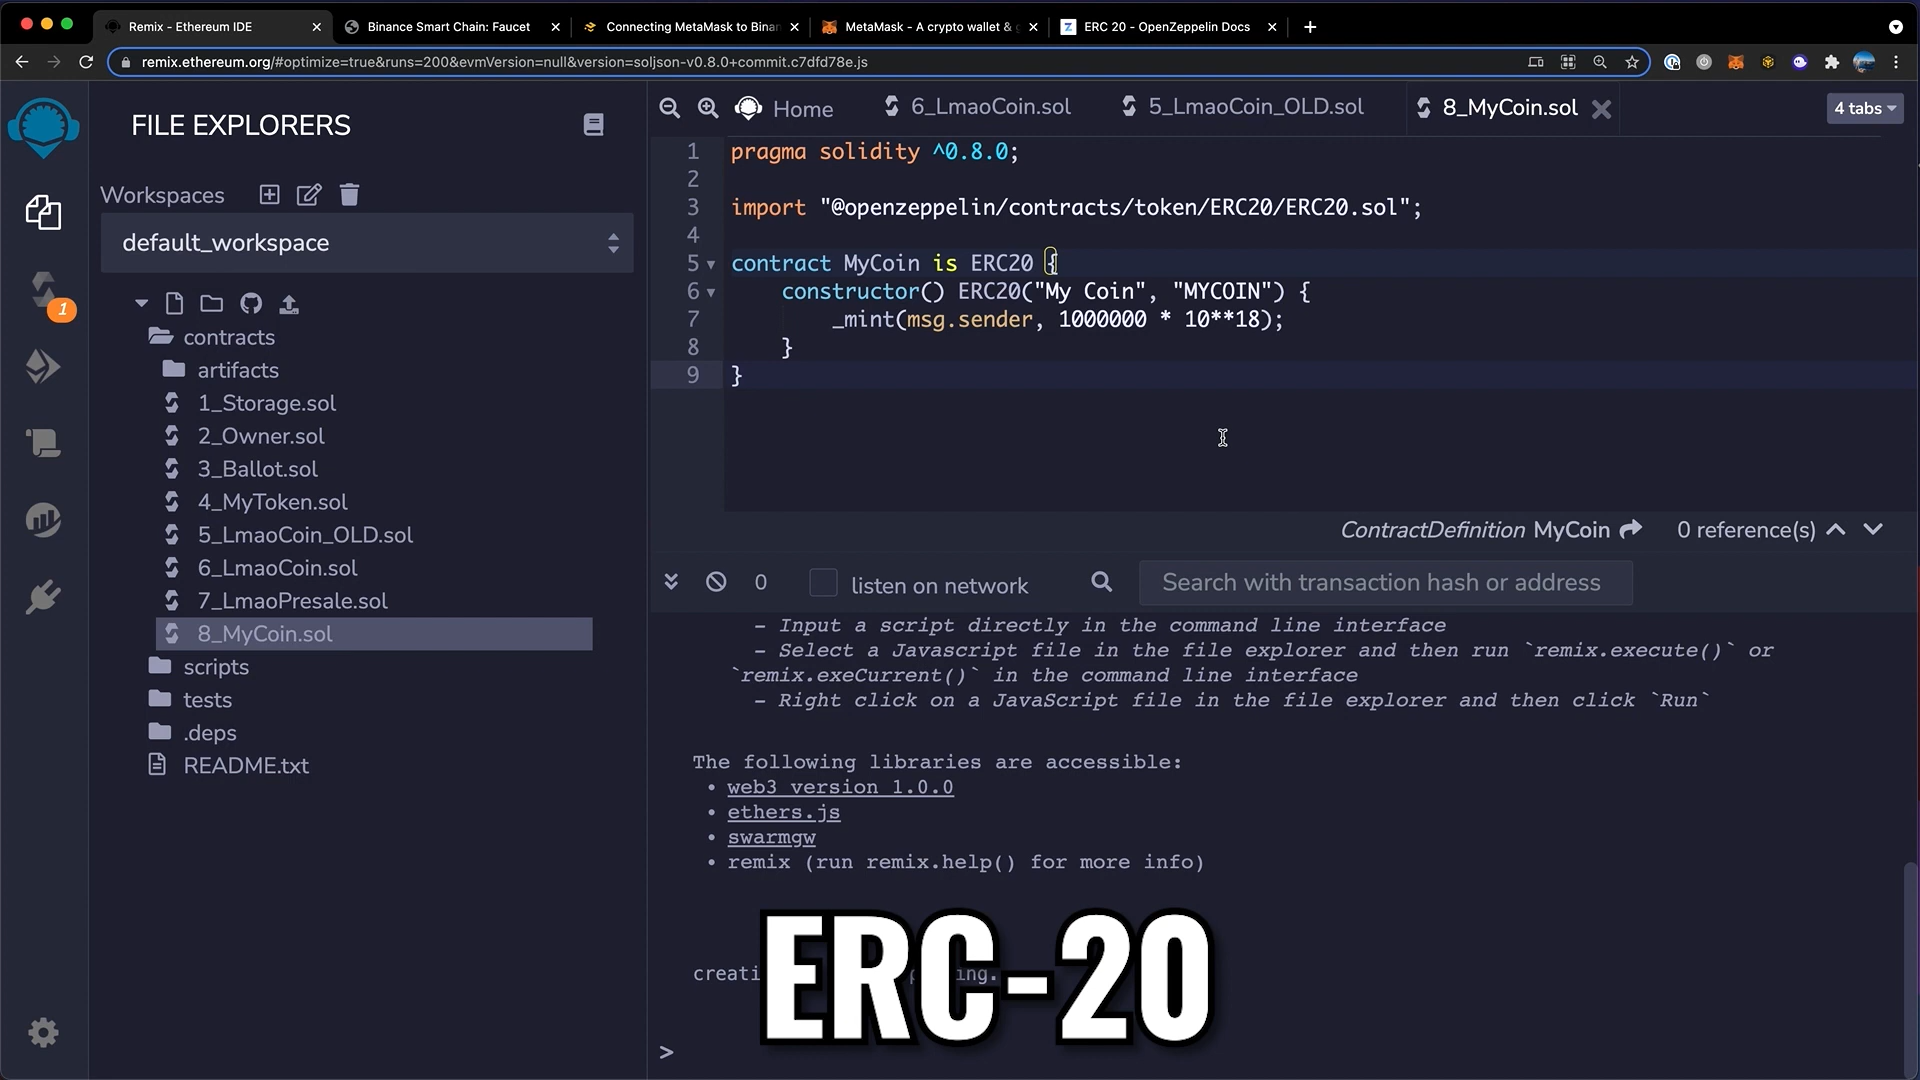 Remix - Ethereum IDE
Binance Smart Chain: Faucet
Connecting MetaMask to Binan
MetaMask - A crypto wallet & g
ERC 20 - OpenZeppelin Docs
remix.ethereum.org/#optimize=true&runs=200&evmVersion=null&version=soljson-v0.8.0+commit.c7dfd78e.js
FILE EXPLORERS
Workspaces
default_workspace
1
contracts
artifacts
1_Storage.sol
2_Owner.sol
3_Ballot.sol
4_MyToken.sol
5_LmaoCoin_OLD.sol
6_LmaoCoin.sol
7_LmaoPresale.sol
8_MyCoin.sol
scripts
tests
.deps
README.txt
Home
6_LmaoCoin.sol
5_LmaoCoin_OLD.sol
8_MyCoin.sol
4 tabs
1 pragma solidity ^0.8.0;
2
3 import "@openzeppelin/contracts/token/ERC20/ERC20.sol";
4
5 contract MyCoin is ERC20 {
6 constructor() ERC20("My Coin", "MYCOIN") {
7 _mint(msg.sender, 1000000 * 10**18);
8 }
9 }
ContractDefinition MyCoin 0 reference(s)
0 listen on network Search with transaction hash or address
- Input a script directly in the command line interface
- Select a Javascript file in the file explorer and then run `remix.execute()` or
`remix.exeCurrent()` in the command line interface
- Right click on a JavaScript file in the file explorer and then click `Run`
The following libraries are accessible:
• web3 version 1.0.0
• ethers.js
• swarmgw
• remix (run remix.help() for more info)
creati
ing.
ERC-20
>